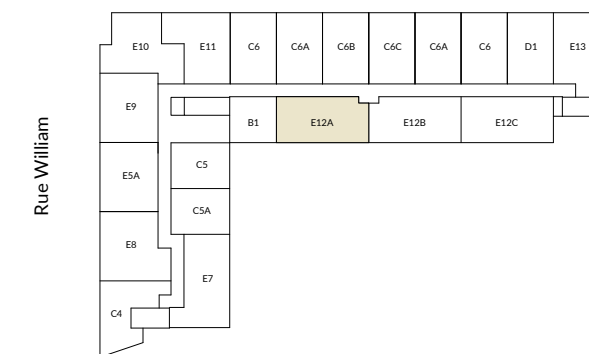 E10 E11 C6 C6A C6B C6C C6A C6 D1 E13
E9 B1 E12A E12B E12C
C5
E5A
C5A
E8
E7
C4
Rue William